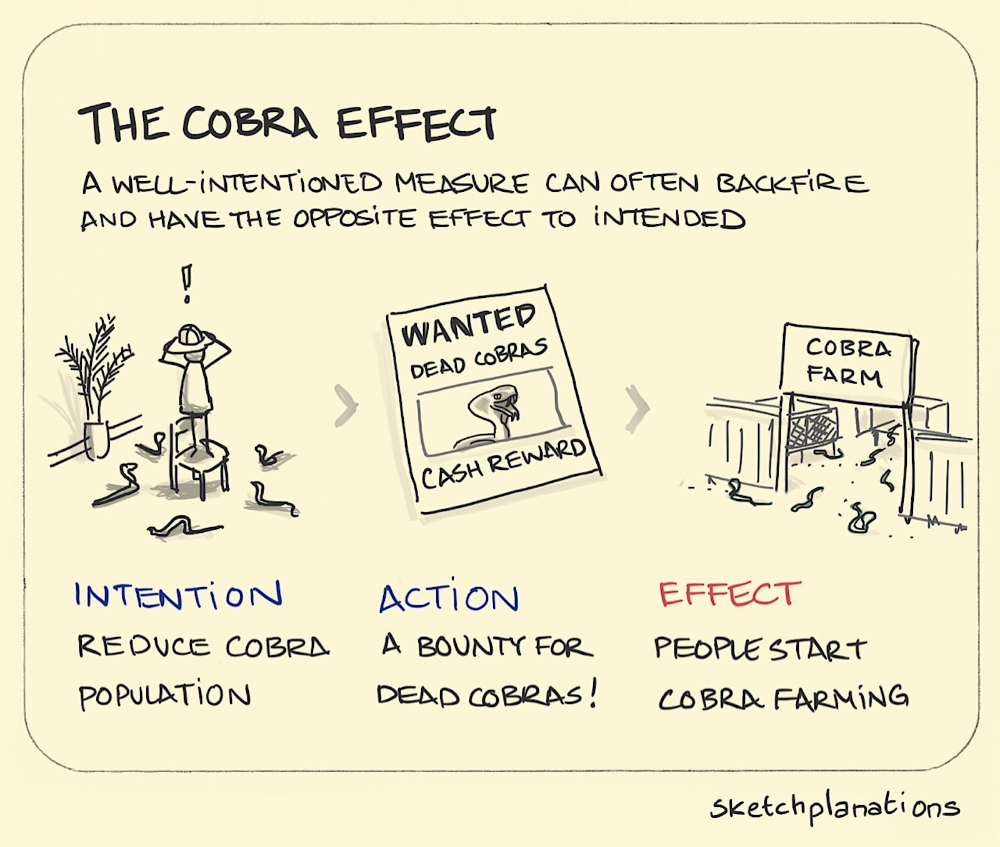 THE COBRA EFFECT
A WELL-INTENTIONED MEASURE CAN OFTEN BACKFIRE
AND HAVE THE OPPOSITE EFFECT TO INTENDED
!
WANTED
DEAD COBRAS
CASH REWARD
COBRA
FARM
INTENTION
REDUCE COBRA
POPULATION
ACTION
A BOUNTY FOR
DEAD COBRAS!
EFFECT
PEOPLE START
COBRA FARMING
sketchplanations